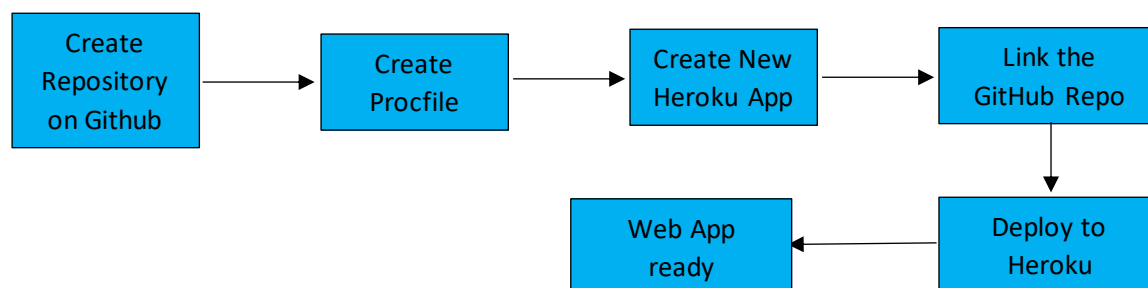 Create
Repository
on Github
Create
Procfile
Create New
Heroku App
Link the
GitHub Repo
Deploy to
Heroku
Web App
ready